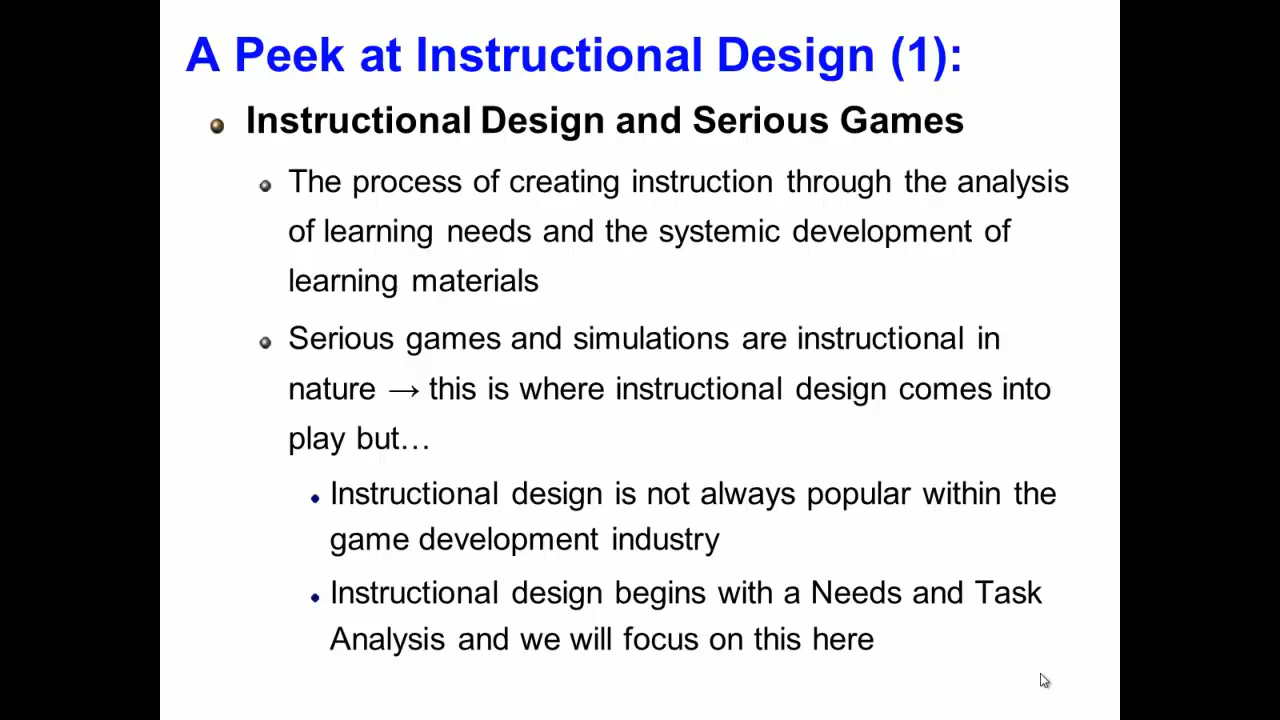 A Peek at Instructional Design (1):
Instructional Design and Serious Games
The process of creating instruction through the analysis
of learning needs and the systemic development of
learning materials
Serious games and simulations are instructional in
nature → this is where instructional design comes into
play but…
Instructional design is not always popular within the
game development industry
Instructional design begins with a Needs and Task
Analysis and we will focus on this here